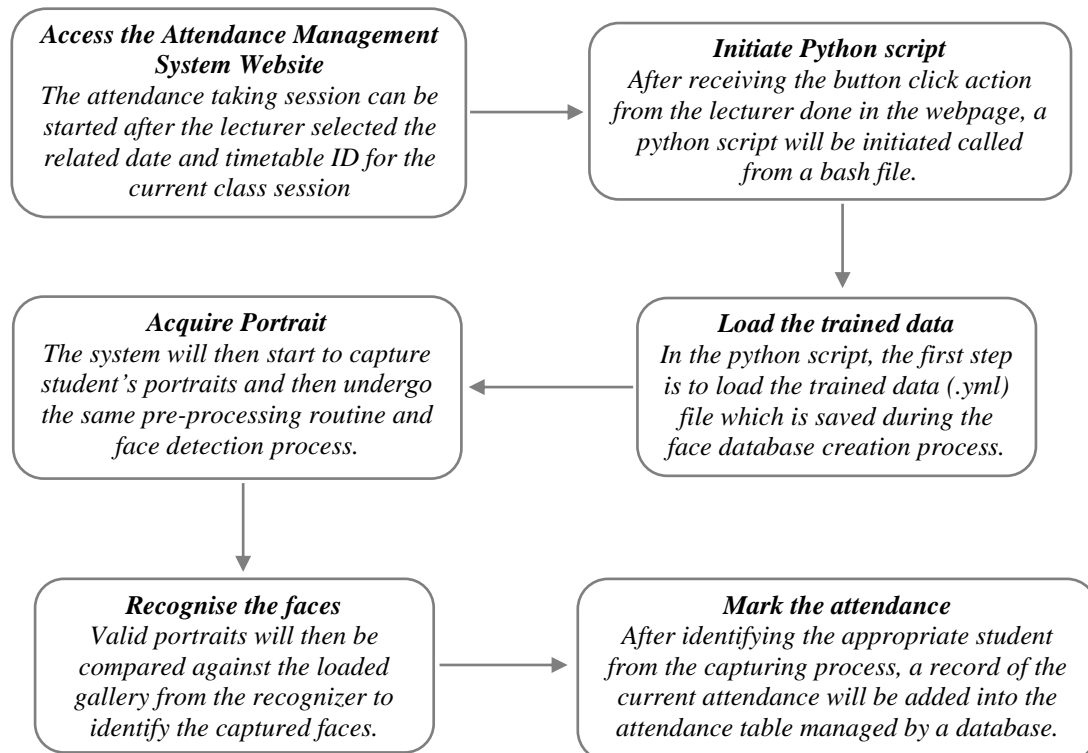 Access the Attendance Management
System Website
The attendance taking session can be
started after the lecturer selected the
related date and timetable ID for the
current class session
Initiate Python script
After receiving the button click action
from the lecturer done in the webpage, a
python script will be initiated called
from a bash file.
Load the trained data
In the python script, the first step
is to load the trained data (.yml)
file which is saved during the
face database creation process.
Acquire Portrait
The system will then start to capture
student’s portraits and then undergo
the same pre-processing routine and
face detection process.
Recognise the faces
Valid portraits will then be
compared against the loaded
gallery from the recognizer to
identify the captured faces.
Mark the attendance
After identifying the appropriate student
from the capturing process, a record of the
current attendance will be added into the
attendance table managed by a database.